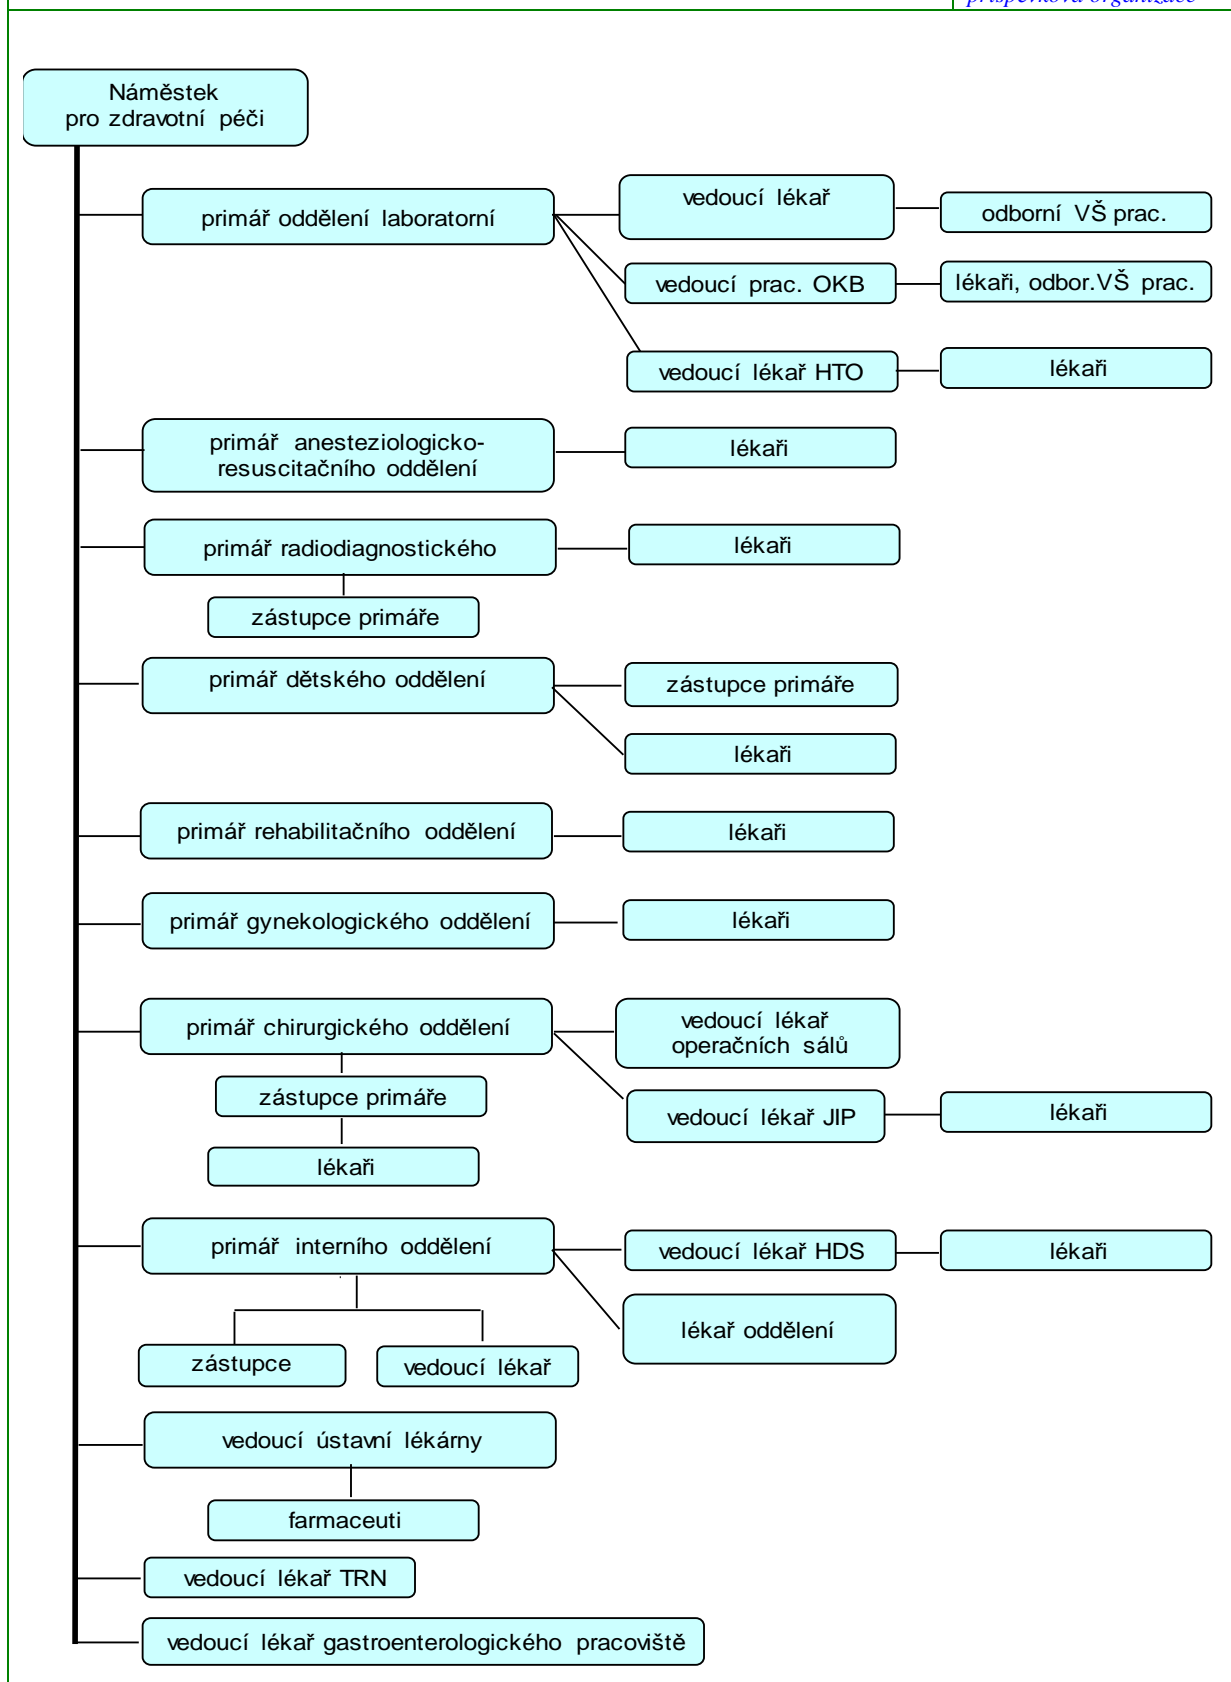 příspěvková organizace
Náměstek
pro zdravotní péči
primář oddělení laboratorní
vedoucí lékař
odborní VŠ prac.
vedoucí prac. OKB
lékaři, odbor.VŠ prac.
vedoucí lékař HTO
lékaři
primář anesteziologicko-
resuscitačního oddělení
lékaři
primář radiodiagnostického
lékaři
zástupce primáře
primář dětského oddělení
zástupce primáře
lékaři
primář rehabilitačního oddělení
lékaři
primář gynekologického oddělení
lékaři
primář chirurgického oddělení
vedoucí lékař
operačních sálů
zástupce primáře
vedoucí lékař JIP
lékaři
lékaři
primář interního oddělení
vedoucí lékař HDS
lékaři
lékař oddělení
zástupce
vedoucí lékař
vedoucí ústavní lékárny
farmaceuti
vedoucí lékař TRN
vedoucí lékař gastroenterologického pracoviště